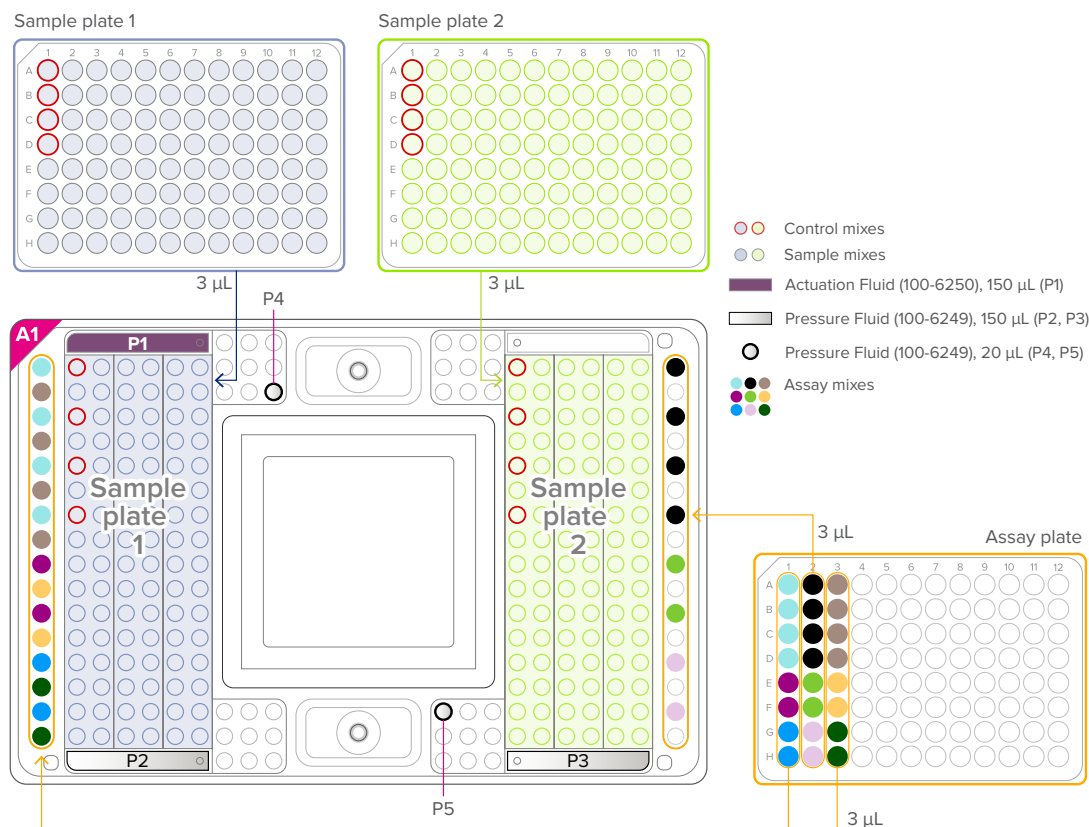 Sample plate 1
Sample plate 2
1 2 3 4 5 6 7 8 9 10 11 12
A
B
C
D
E
F
G
H
1 2 3 4 5 6 7 8 9 10 11 12
A
B
C
D
E
F
G
H
Control mixes
Sample mixes
Actuation Fluid (100-6250), 150 µL (P1)
Pressure Fluid (100-6249), 150 µL (P2, P3)
Pressure Fluid (100-6249), 20 µL (P4, P5)
Assay mixes
3 µL
P4
3 µL
A1
P1
Sample
plate
1
Sample
plate
2
P2
P3
P5
3 µL
Assay plate
1 2 3 4 5 6 7 8 9 10 11 12
A
B
C
D
E
F
G
H
3 µL